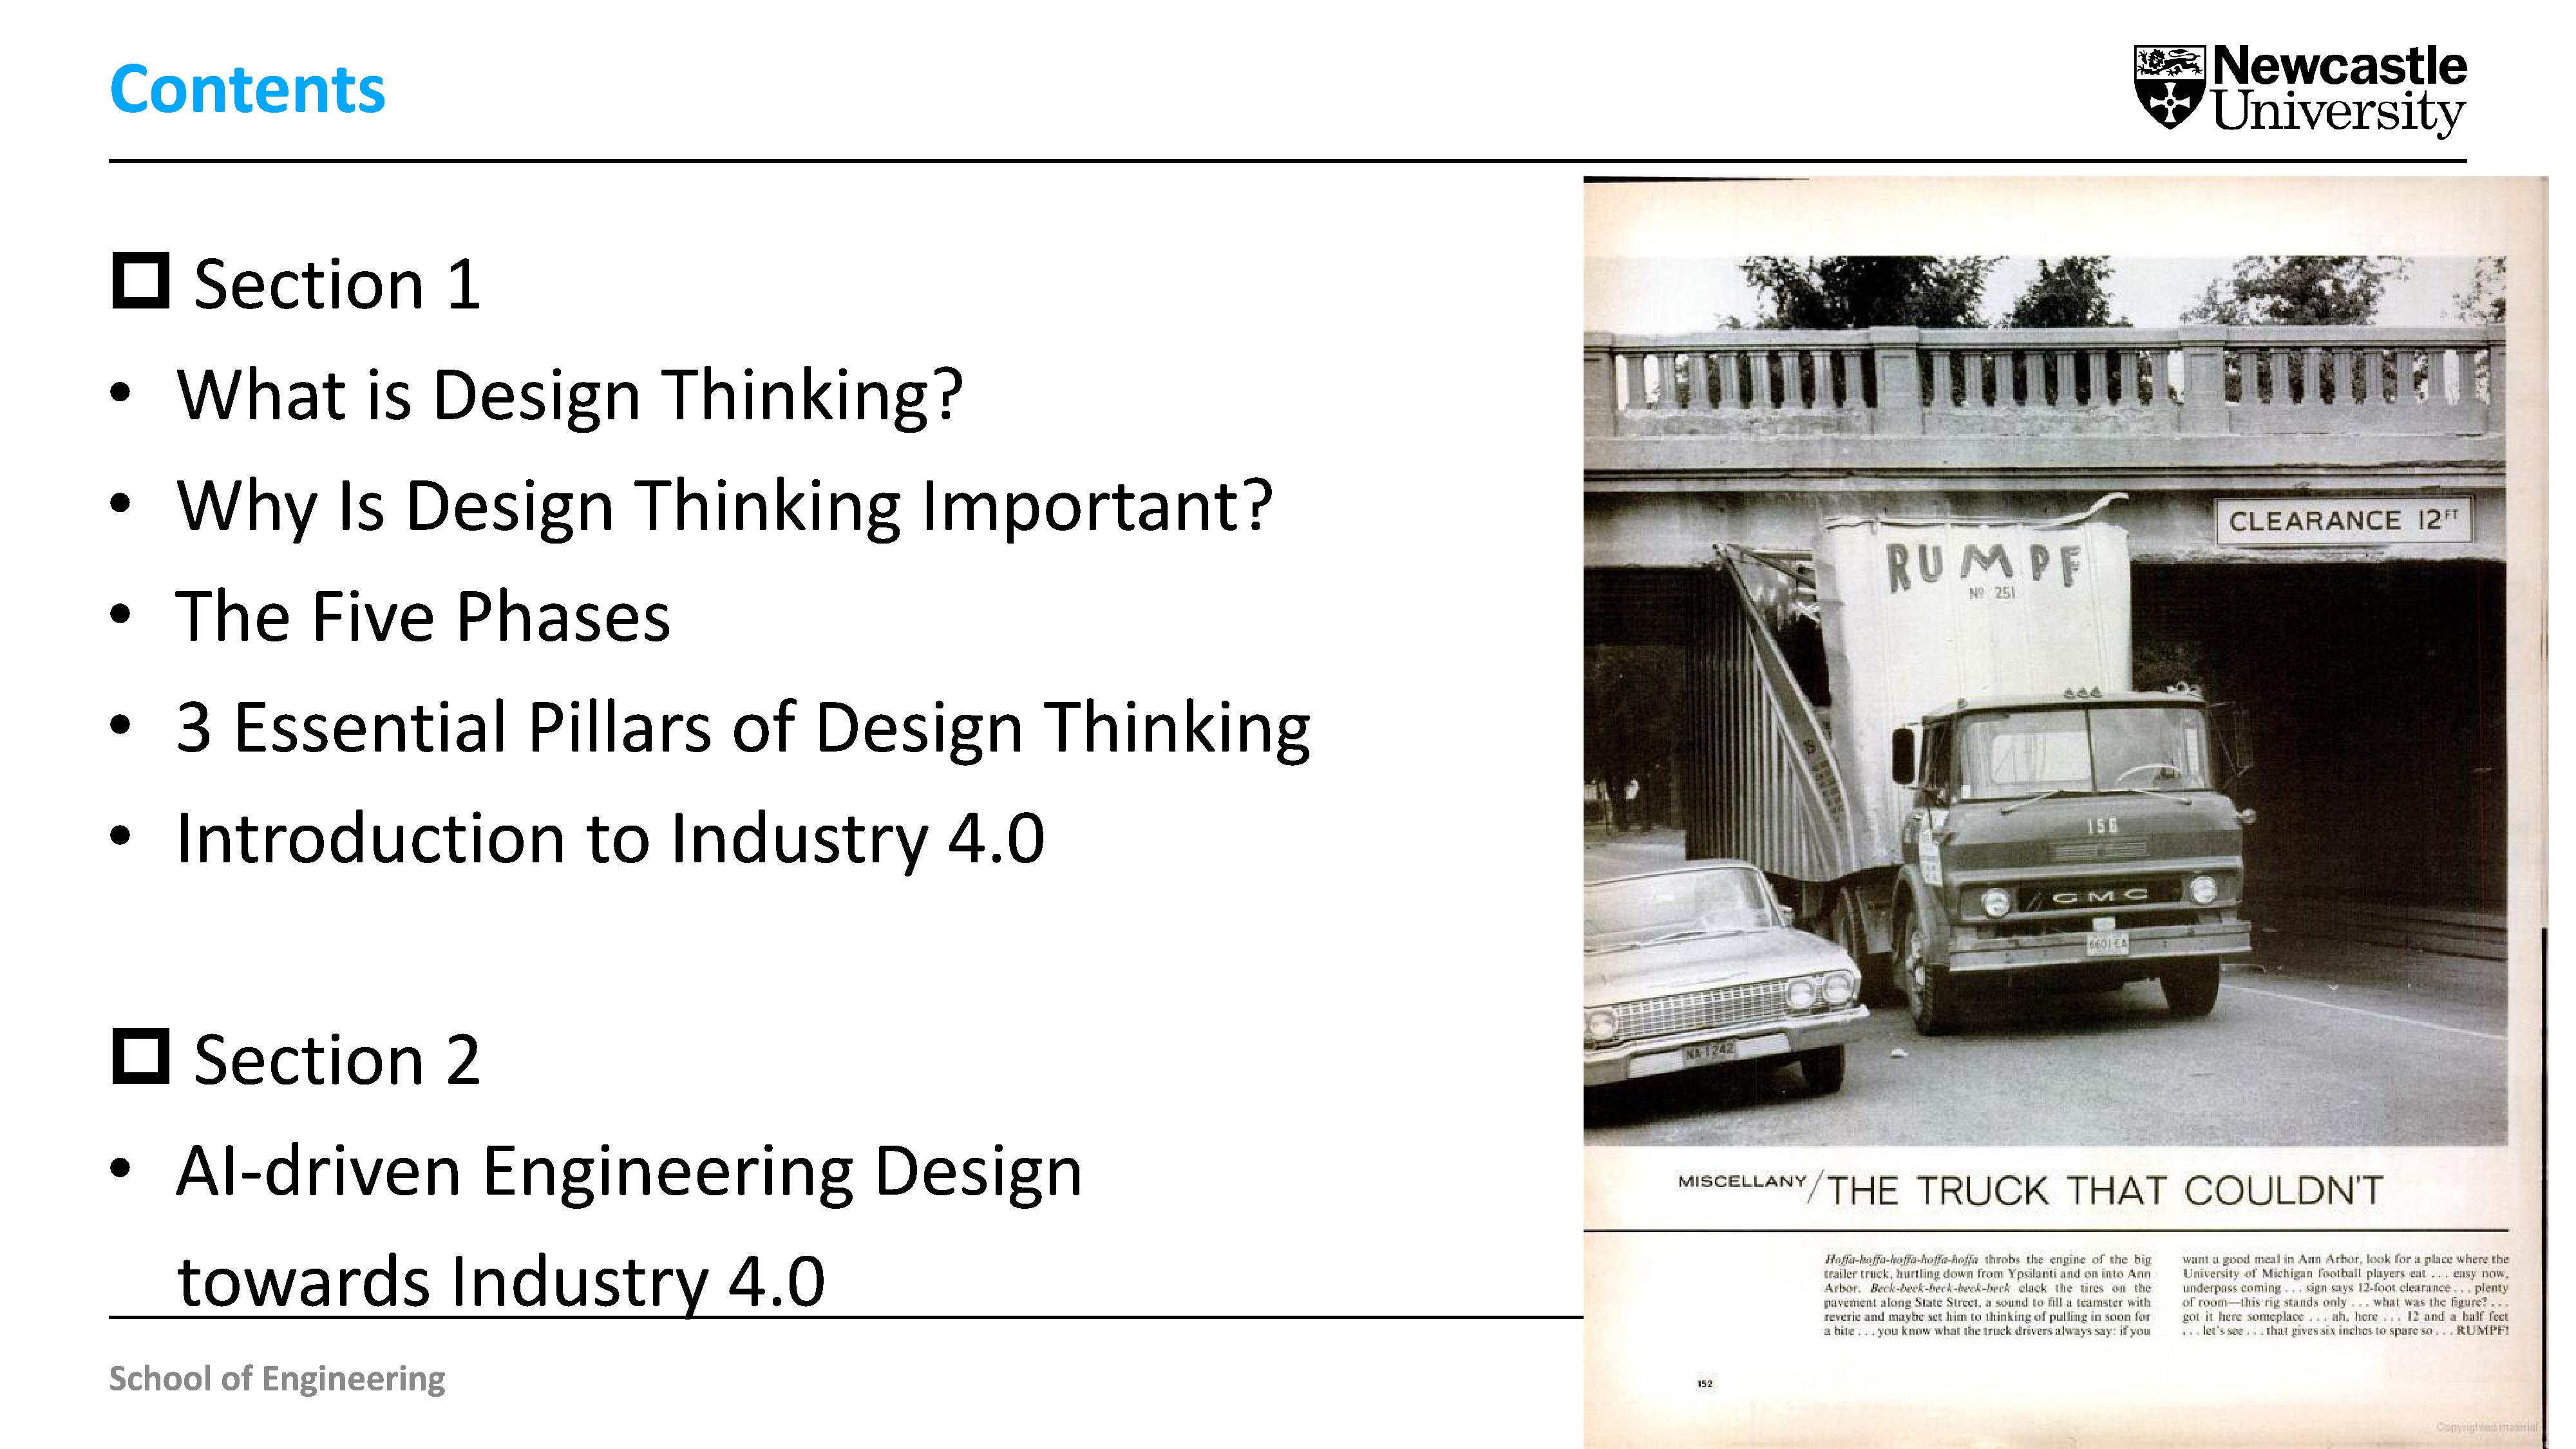 Contents
Newcastle
University
Section 1
• What is Design Thinking?
• Why Is Design Thinking Important?
• The Five Phases
• 3 Essential Pillars of Design Thinking
• Introduction to Industry 4.0
Section 2
• AI-driven Engineering Design
towards Industry 4.0
School of Engineering
CLEARANCE 12FT
RUMPF
Nº 251
156
GMC
6601-EA
NA-1242
MISCELLANY/THE TRUCK THAT COULDN'T
Hoffa-hoffa-hoffa-hoffa-hoffa throbs the engine of the big
trailer truck, hurtling down from Ypsilanti and on into Ann
Arbor. Beck-beck-beck-beck-beck clack the tires on the
pavement along State Street, a sound to fill a teamster with
reverie and maybe set him to thinking of pulling in soon for
a bite . . . you know what the truck drivers always say: if you
want a good meal in Ann Arbor, look for a place where the
University of Michigan football players eat . . . easy now,
underpass coming . . . sign says 12-foot clearance . . . plenty
of room—this rig stands only . . . what was the figure? . . .
got it here someplace . . . ah, here . . . 12 and a half feet
. . . let's see . . . that gives six inches to spare so . . . RUMPF!
152
Copyrighted material